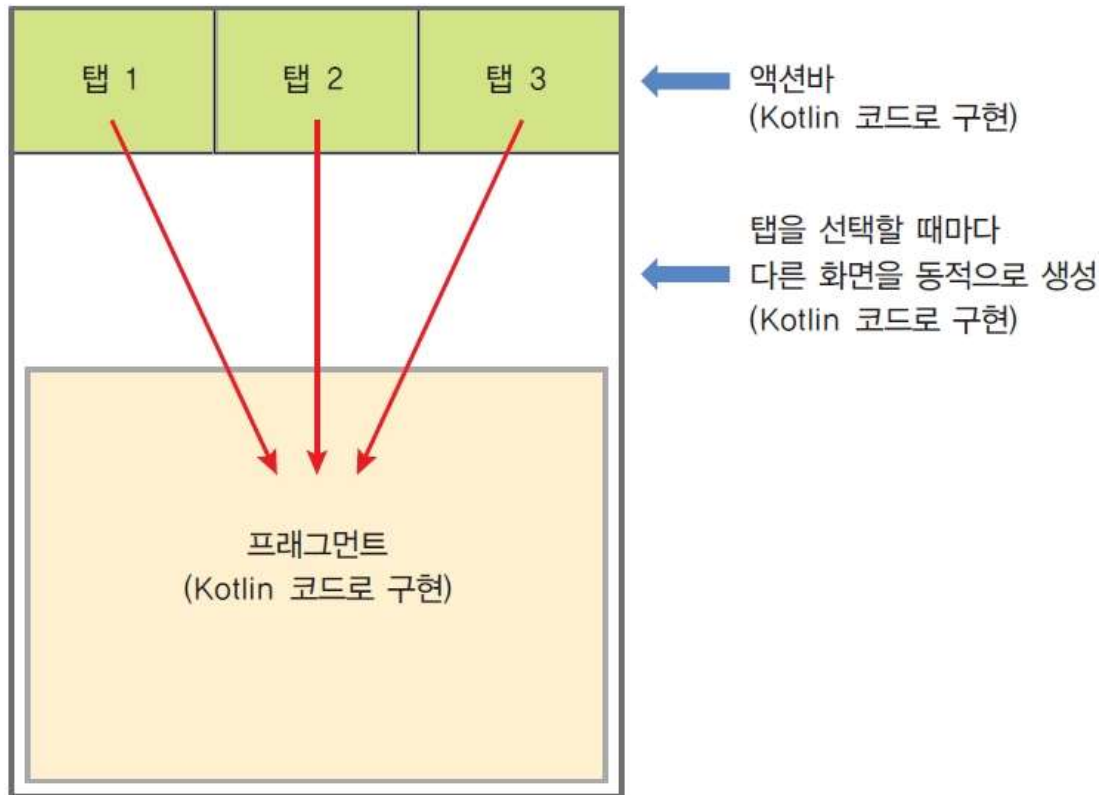 탭 1
탭 2
탭 3
액션바
(Kotlin 코드로 구현)
탭을 선택할 때마다
다른 화면을 동적으로 생성
(Kotlin 코드로 구현)
프래그먼트
(Kotlin 코드로 구현)